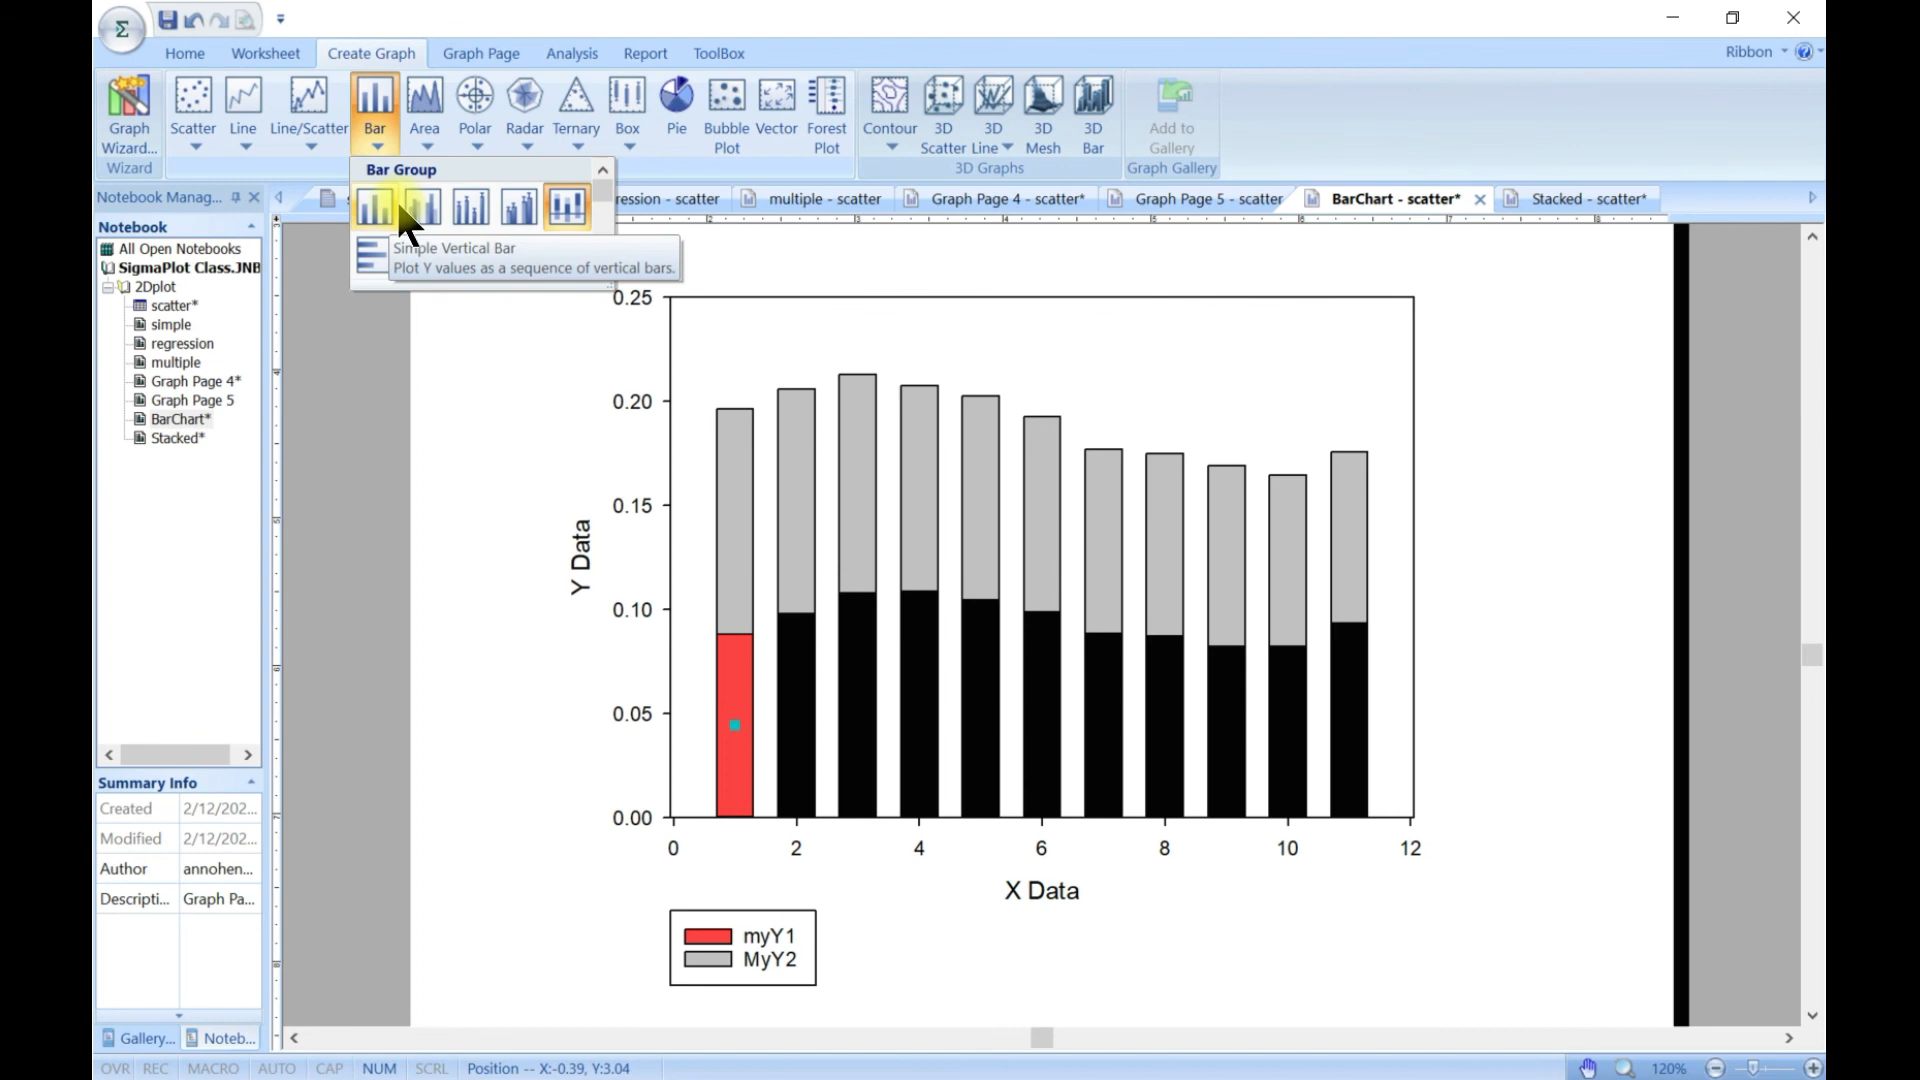 Home Worksheet Create Graph Graph Page Analysis Report ToolBox Ribbon
Graph Wizard...
Wizard
Scatter
Line
Line/Scatter
Bar
Area
Polar
Radar
Ternary
Box
Pie
Bubble Plot
Vector
Forest Plot
Contour
3D Scatter
3D Line
3D Mesh
3D Bar
3D Graphs
Add to Gallery
Graph Gallery
Bar Group
Simple Vertical Bar
Plot Y values as a sequence of vertical bars.
Notebook Manag...
ression - scatter
multiple - scatter
Graph Page 4 - scatter*
Graph Page 5 - scatter
BarChart - scatter*
Stacked - scatter*
Notebook
All Open Notebooks
SigmaPlot Class.JNB
2Dplot
scatter*
simple
regression
multiple
Graph Page 4*
Graph Page 5
BarChart*
Stacked*
Summary Info
Created 2/12/202...
Modified 2/12/202...
Author annohen...
Descripti... Graph Pa...
Gallery... Noteb...
0.25
0.20
0.15
0.10
0.05
0.00
Y Data
0 2 4 6 8 10 12
X Data
myY1
MyY2
OVR REC MACRO AUTO CAP NUM SCRL Position -- X:-0.39, Y:3.04 120%